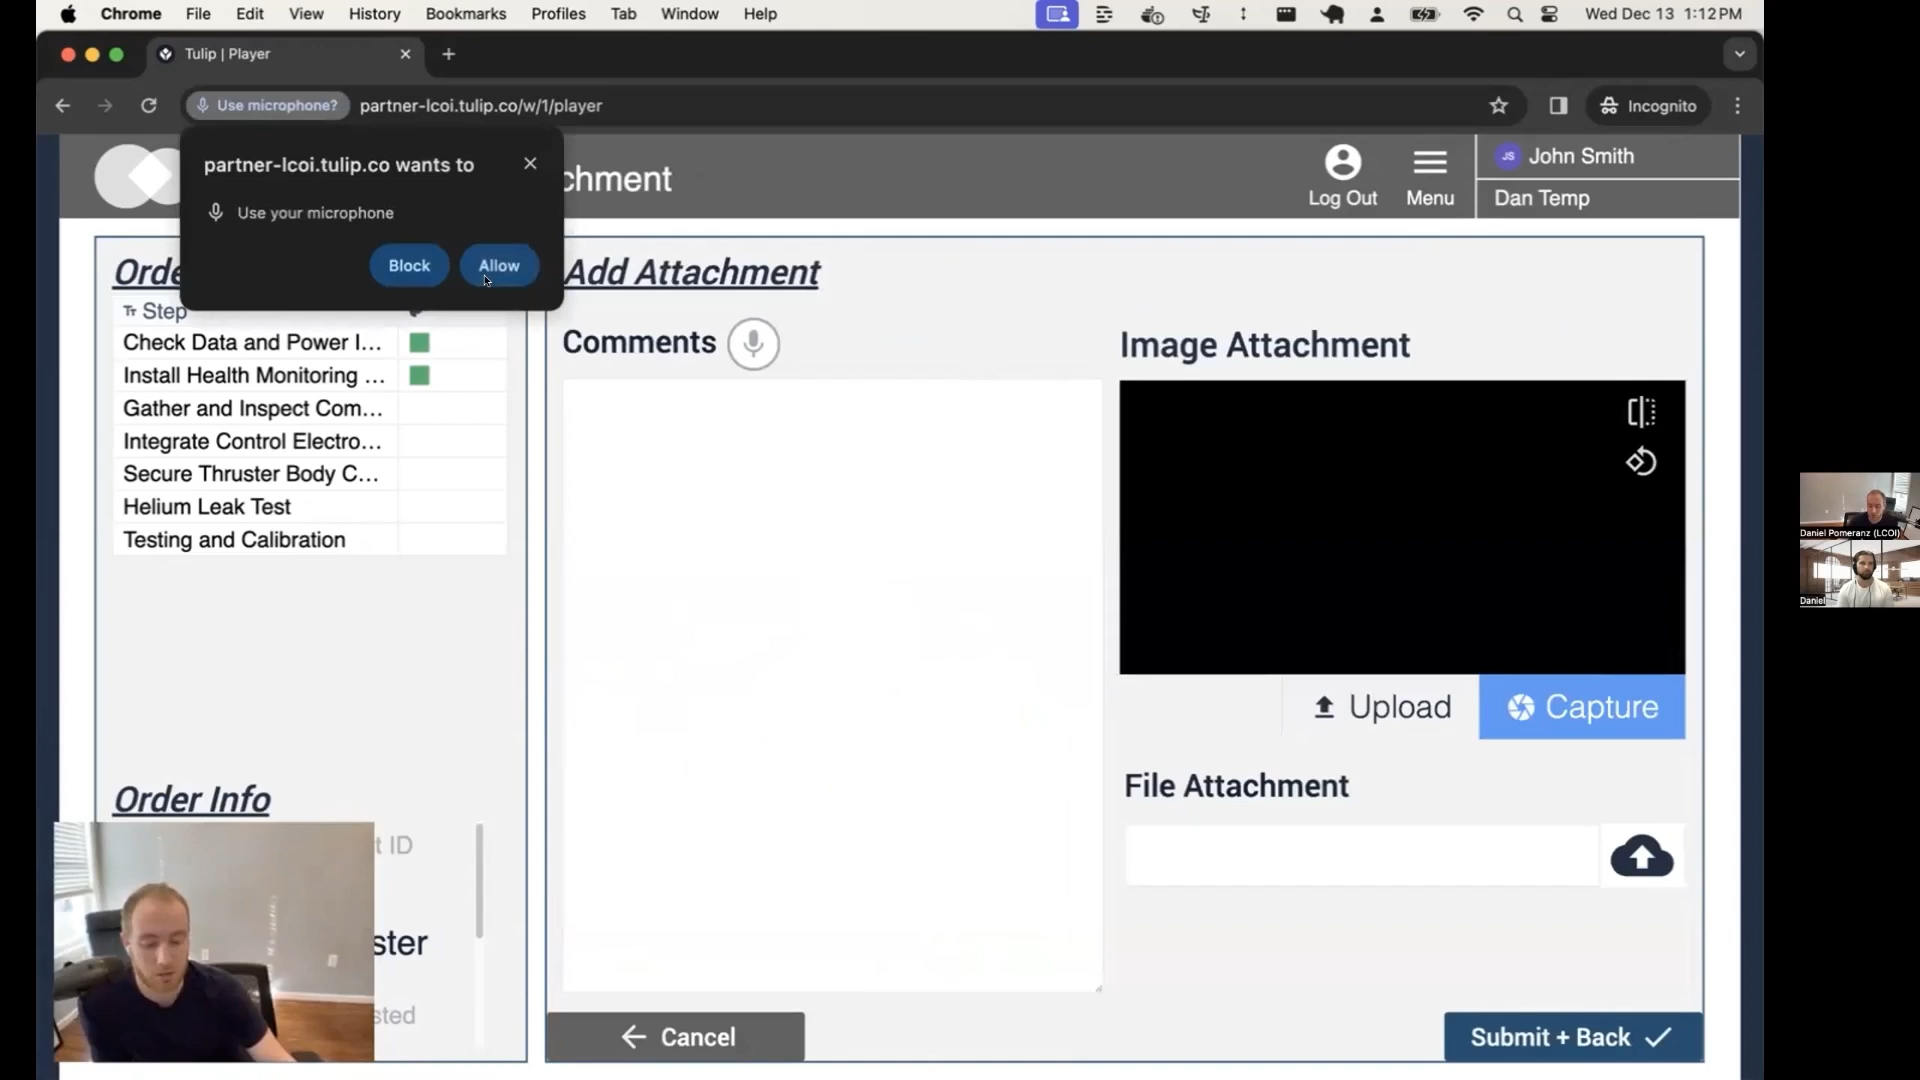 Chrome File Edit View History Bookmarks Profiles Tab Window Help Wed Dec 13 1:12 PM
Tulip | Player
Use microphone? partner-lcoi.tulip.co/w/1/player Incognito
partner-lcoi.tulip.co wants to
Use your microphone
Block Allow
chment
Log Out
Menu
JS John Smith
Dan Temp
Orde
Tt Step
Check Data and Power I...
Install Health Monitoring ...
Gather and Inspect Com...
Integrate Control Electro...
Secure Thruster Body C...
Helium Leak Test
Testing and Calibration
Order Info
t ID
ster
sted
Add Attachment
Comments
Image Attachment
Upload Capture
File Attachment
Cancel
Submit + Back
Daniel Pomeranz (LCOI)
Daniel